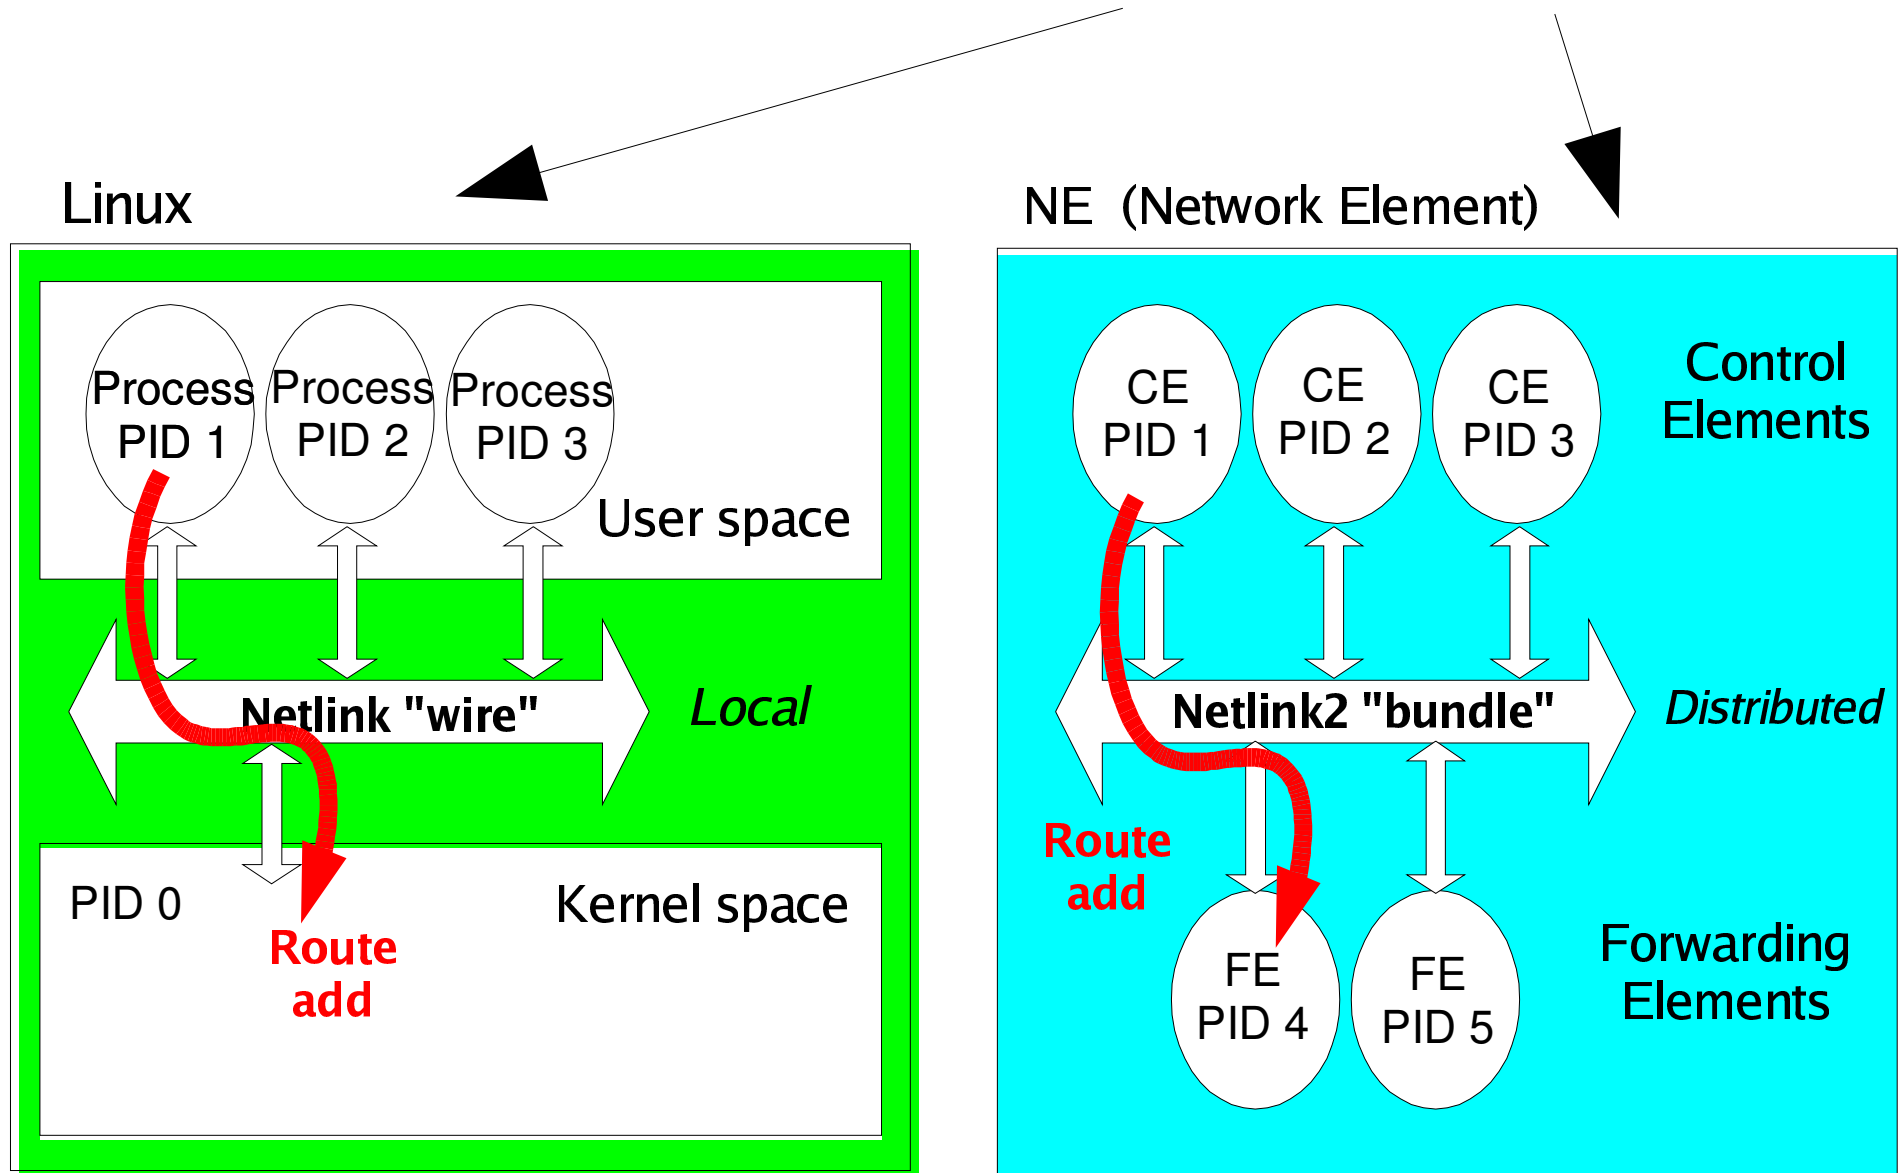 Linux
Process
PID 1
Process
PID 2
Process
PID 3
User space
Netlink "wire"
Local
PID 0
Kernel space
Route
add
NE (Network Element)
CE
PID 1
CE
PID 2
CE
PID 3
Control
Elements
Netlink2 "bundle"
Distributed
Route
add
FE
PID 4
FE
PID 5
Forwarding
Elements